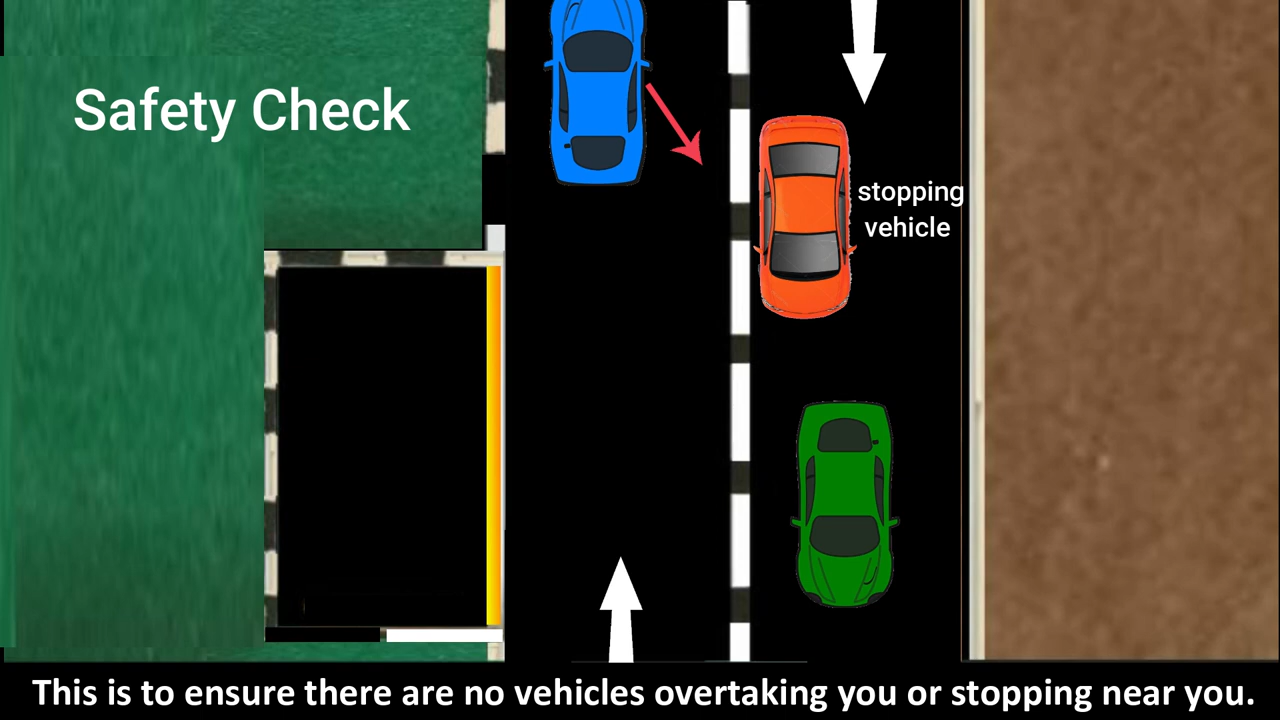 Safety Check
stopping
vehicle
This is to ensure there are no vehicles overtaking you or stopping near you.